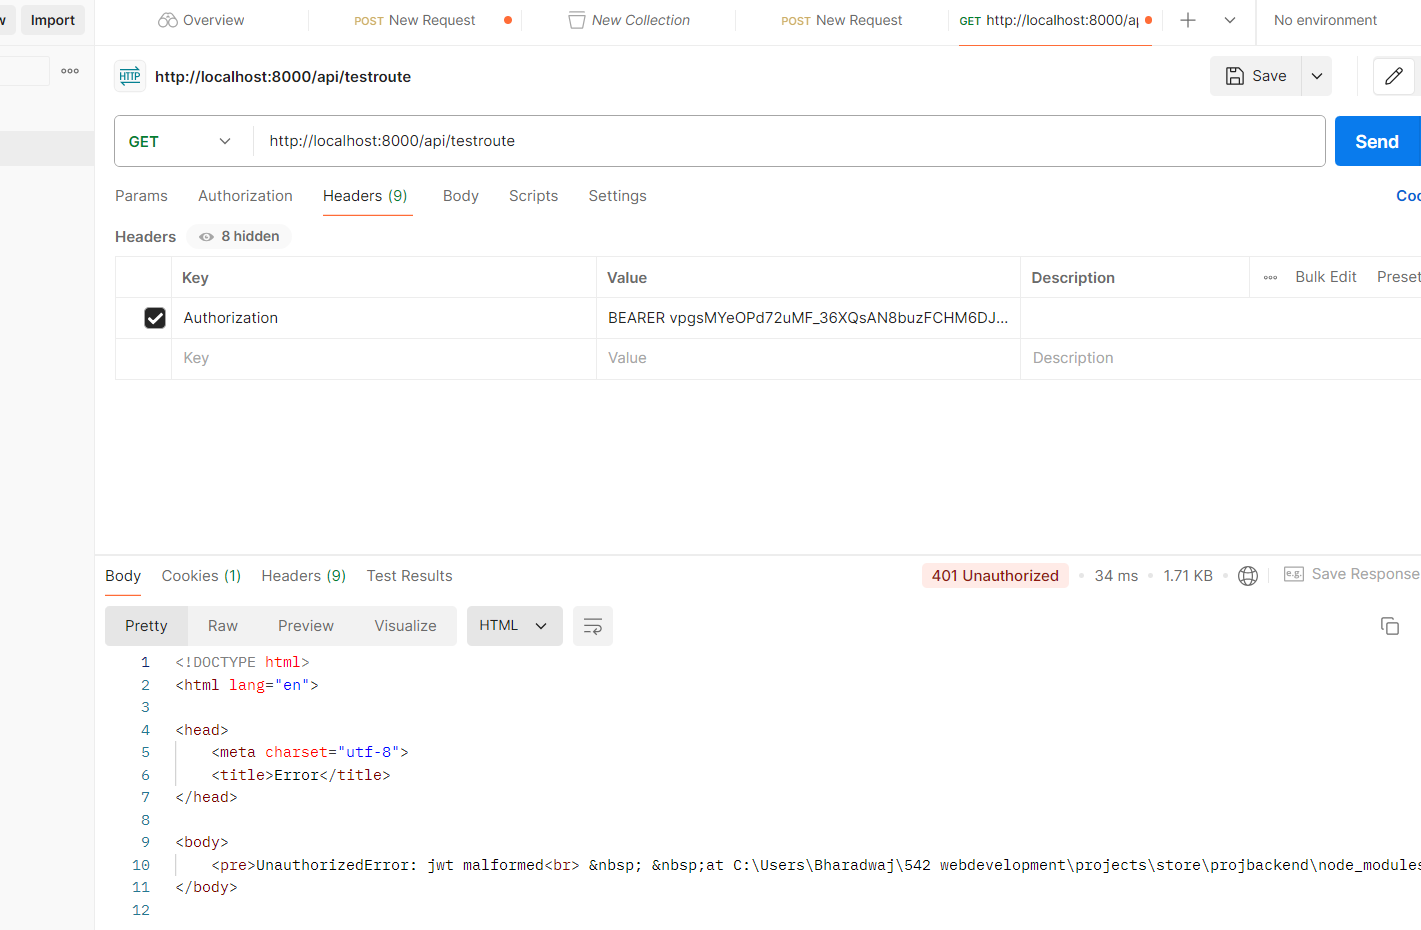 Import
Overview
POST New Request
New Collection
POST New Request
GET http://localhost:8000/ap
No environment
HTTP http://localhost:8000/api/testroute
Save
GET http://localhost:8000/api/testroute
Send
Params Authorization Headers (9) Body Scripts Settings
Headers 8 hidden
Key Value Description Bulk Edit Preset
Authorization BEARER vpgsMYeOPd72uMF_36XQsAN8buzFCHM6DJ...
Key Value Description
Body Cookies (1) Headers (9) Test Results 401 Unauthorized 34 ms 1.71 KB e.g. Save Response
Pretty Raw Preview Visualize HTML
1 <!DOCTYPE html>
2 <html lang="en">
3
4 <head>
5 <meta charset="utf-8">
6 <title>Error</title>
7 </head>
8
9 <body>
10 <pre>UnauthorizedError: jwt malformed<br> &nbsp; &nbsp;at C:\Users\Bharadwaj\542 webdevelopment\projects\store\projbackend\node_modules
11 </body>
12